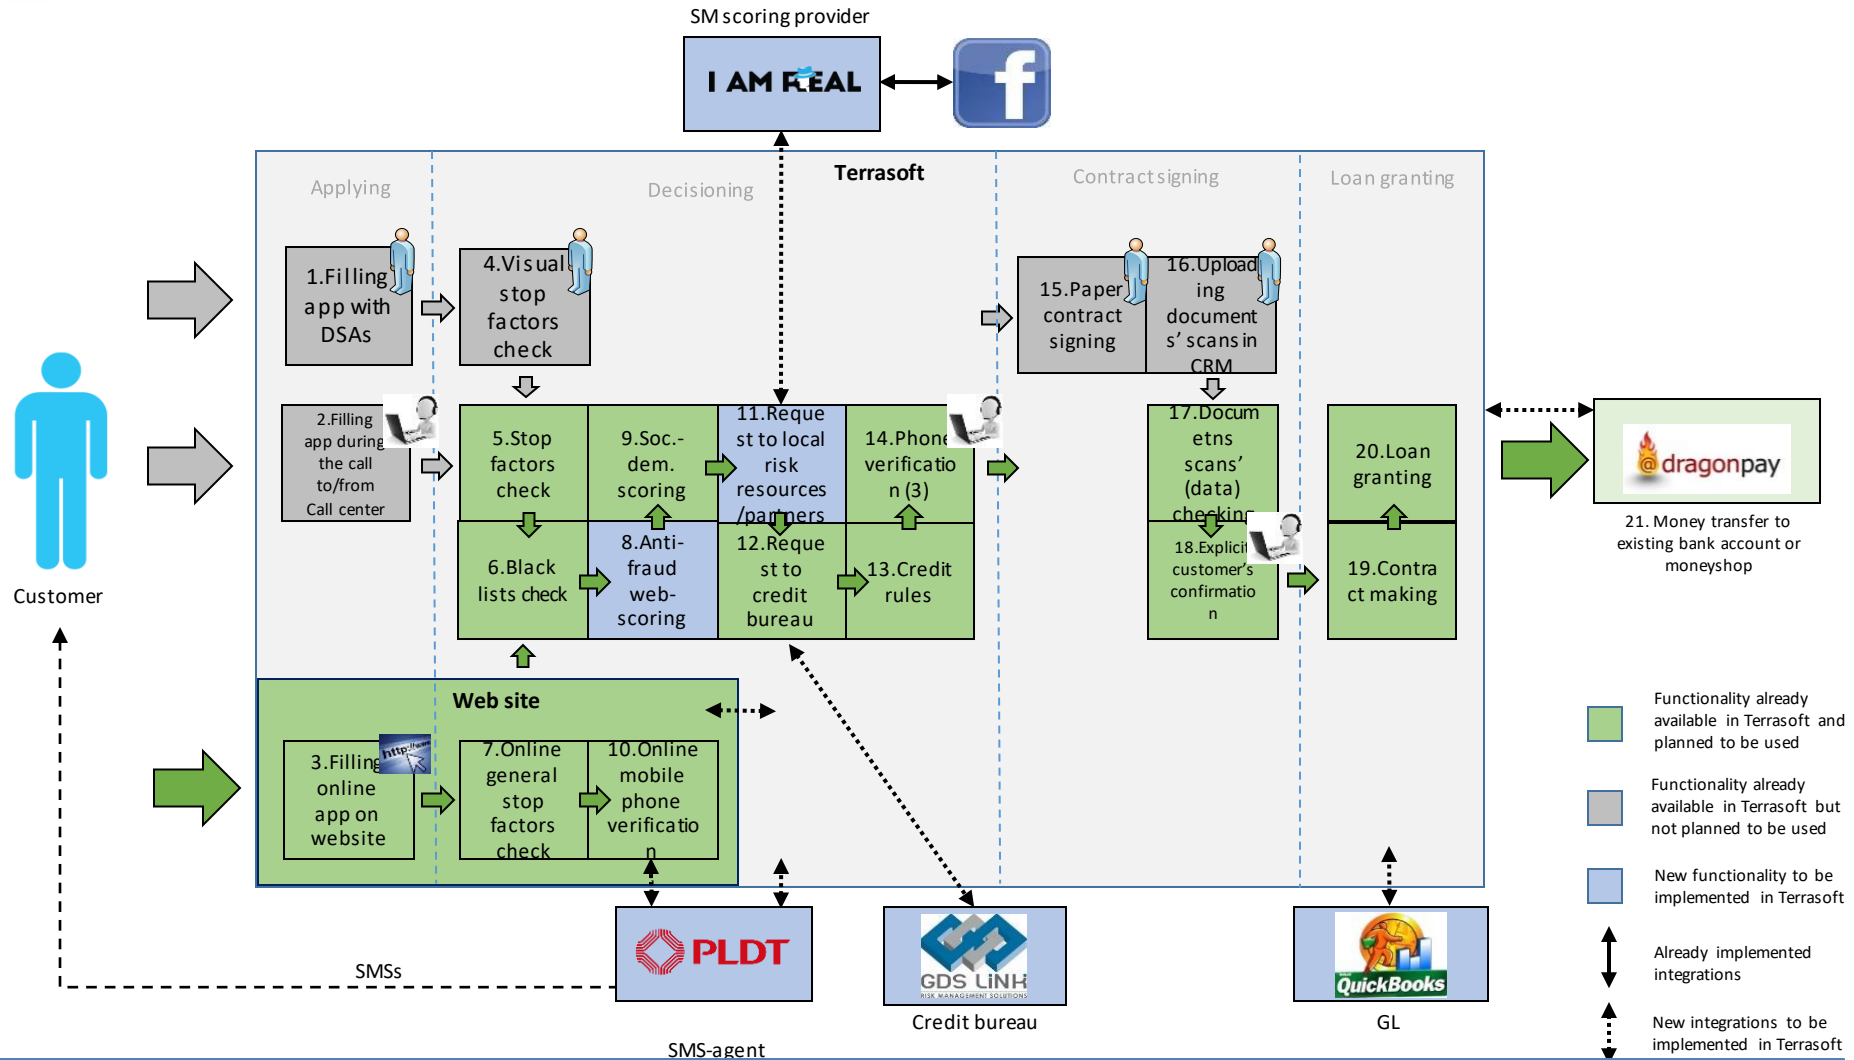 SM scoring provider
I AM REAL
f
Terrasoft
Applying
Decisioning
Contract signing
Loan granting
1.Filling
app with
DSAs
4.Visual
stop
factors
check
15.Paper
contract
signing
16.Upload
ing
document
s’ scans in
CRM
2.Filling
app during
the call
to/from
Call center
5.Stop
factors
check
9.Soc.-
dem.
scoring
11.Reque
st to local
risk
resources
/partners
14.Phone
verificatio
n (3)
17.Docum
etns
scans’
(data)
checking
20.Loan
granting
@dragonpay
21. Money transfer to
existing bank account or
moneyshop
6.Black
lists check
8.Anti-
fraud
web-
scoring
12.Reque
st to
credit
bureau
13.Credit
rules
18.Explicit
customer’s
confirmatio
n
19.Contra
ct making
Customer
Web site
3.Filling
online
app on
website
http://www
7.Online
general
stop
factors
check
10.Online
mobile
phone
verificatio
n
Functionality already
available in Terrasoft and
planned to be used
Functionality already
available in Terrasoft but
not planned to be used
New functionality to be
implemented in Terrasoft
Already implemented
integrations
New integrations to be
implemented in Terrasoft
SMSs
PLDT
GDS LINK
RISK MANAGEMENT SOLUTIONS
QuickBooks
Credit bureau
GL
SMS-agent